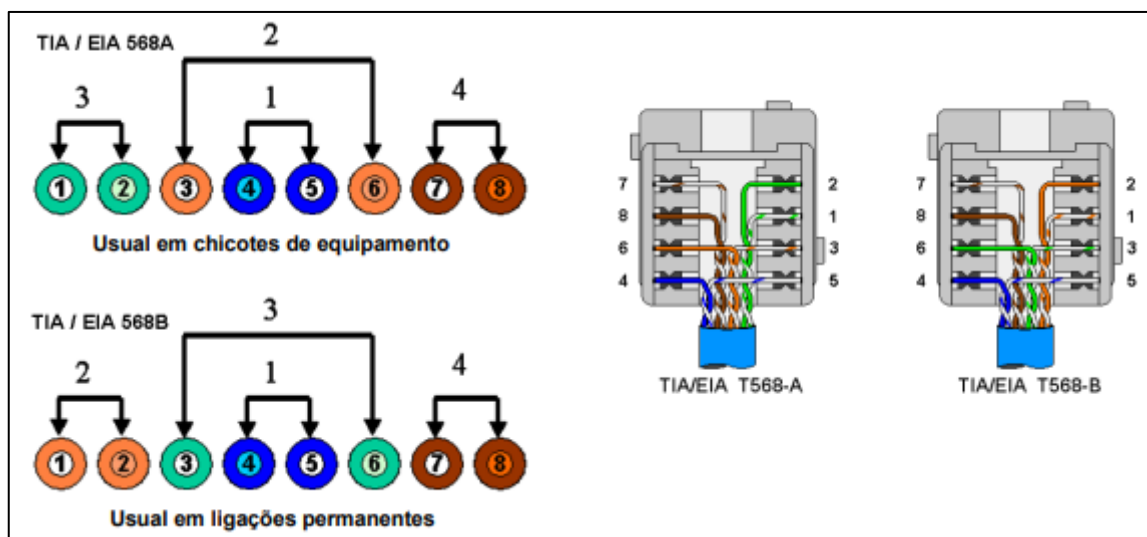 TIA / EIA 568A
2
3 1 4
1 2 3 4 5 6 7 8
Usual em chicotes de equipamento
TIA / EIA 568B
3
2 1 4
1 2 3 4 5 6 7 8
Usual em ligações permanentes
7 2
8 1
6 3
4 5
TIA/EIA T568-A
7 2
8 1
6 3
4 5
TIA/EIA T568-B